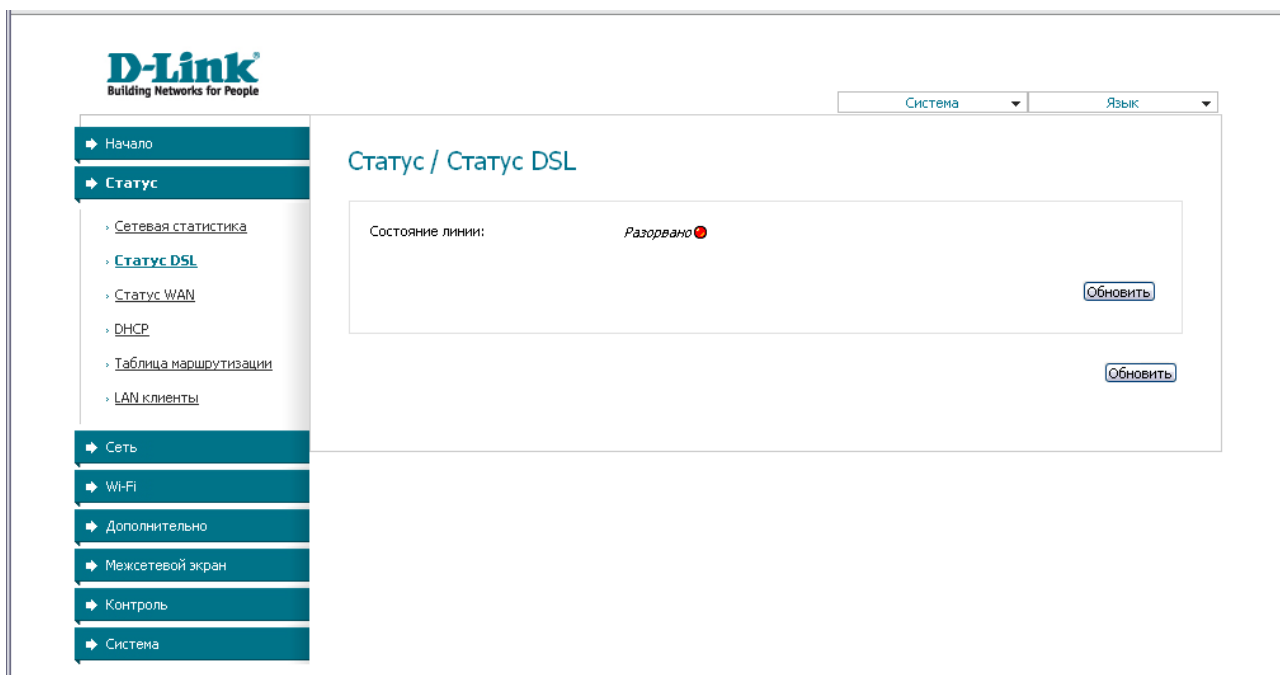 D-Link
Building Networks for People
Система
Язык
Начало
Статус
Сетевая статистика
Статус DSL
Статус WAN
DHCP
Таблица маршрутизации
LAN клиенты
Сеть
Wi-Fi
Дополнительно
Межсетевой экран
Контроль
Система
Статус / Статус DSL
Состояние линии: Разорвано
Обновить
Обновить